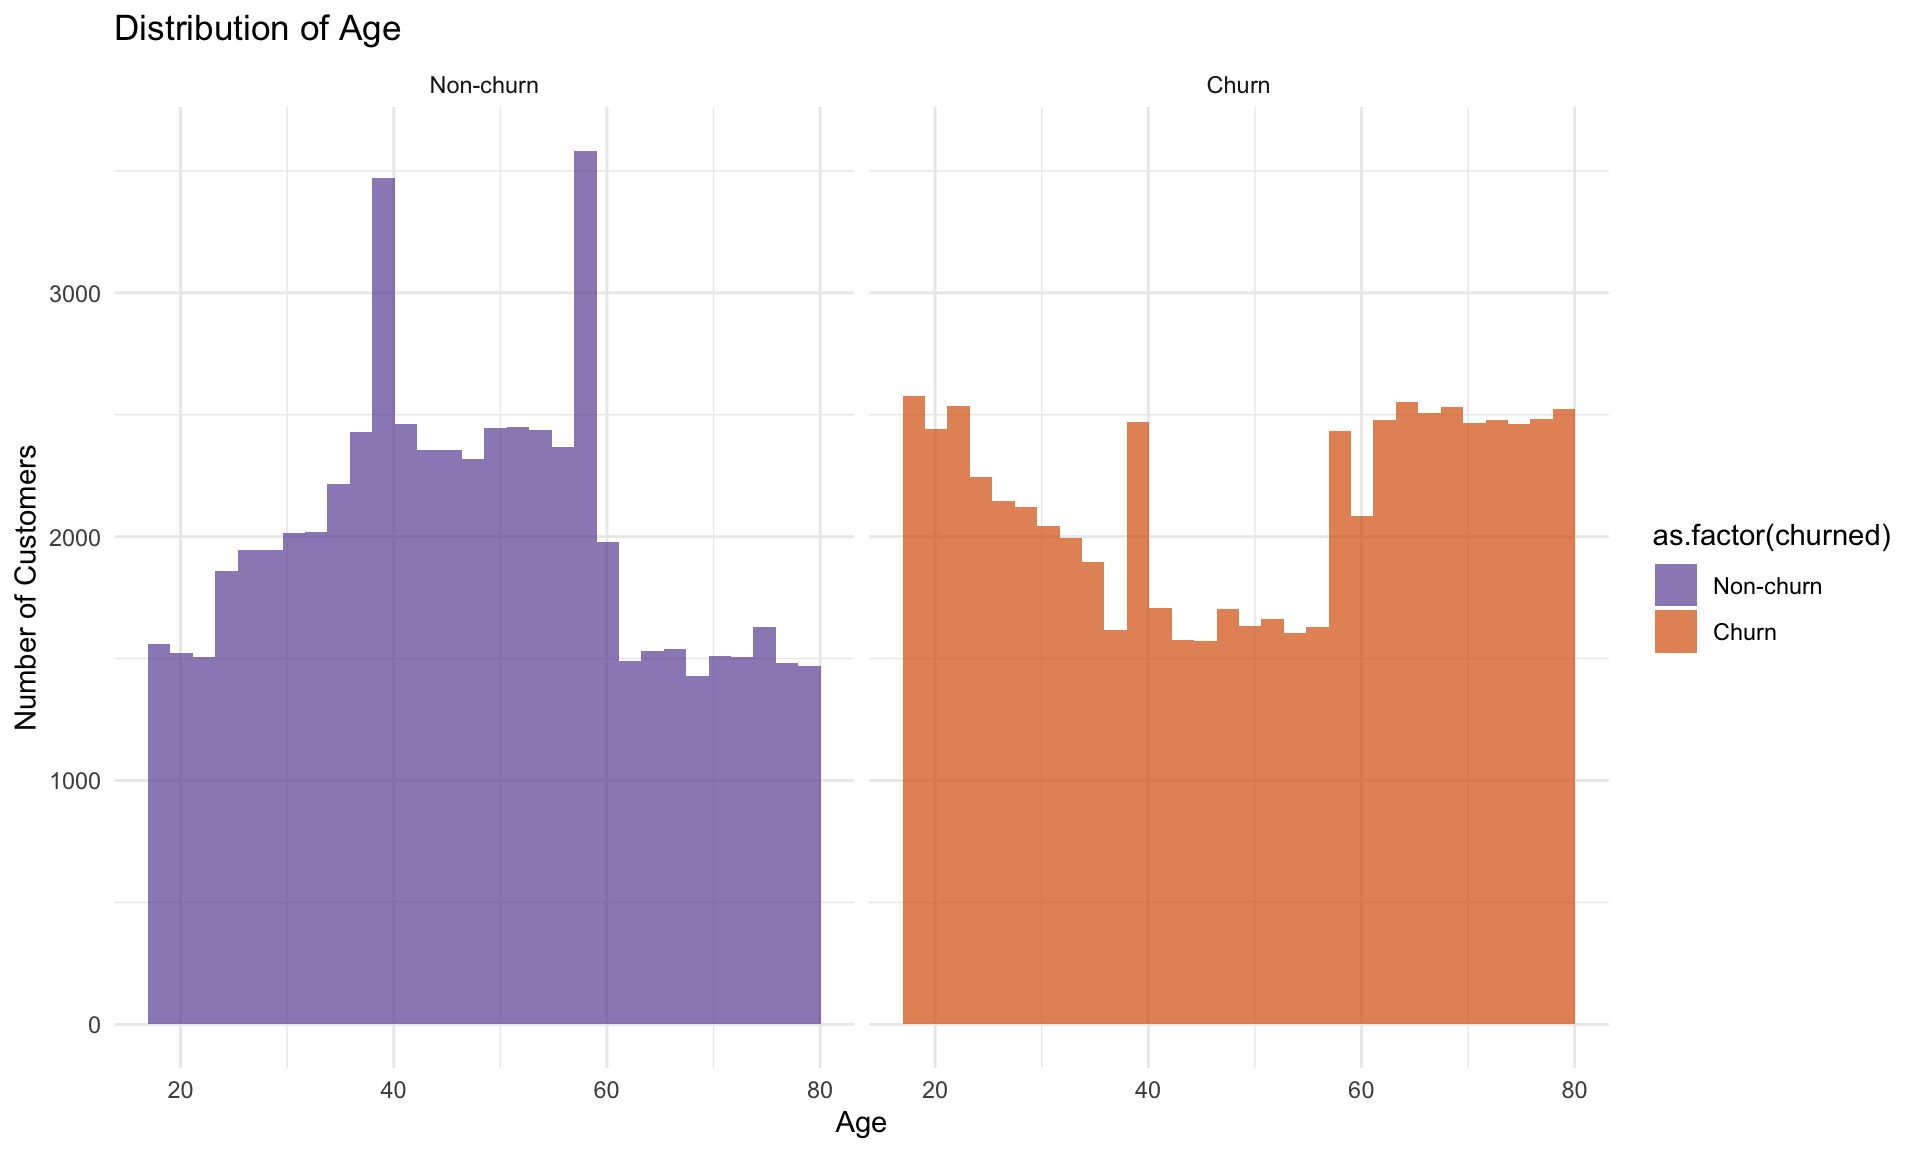 Distribution of Age
Non-churn
Churn
Number of Customers
3000
2000
1000
0
20
40
60
80
20
40
60
80
Age
as.factor(churned)
Non-churn
Churn